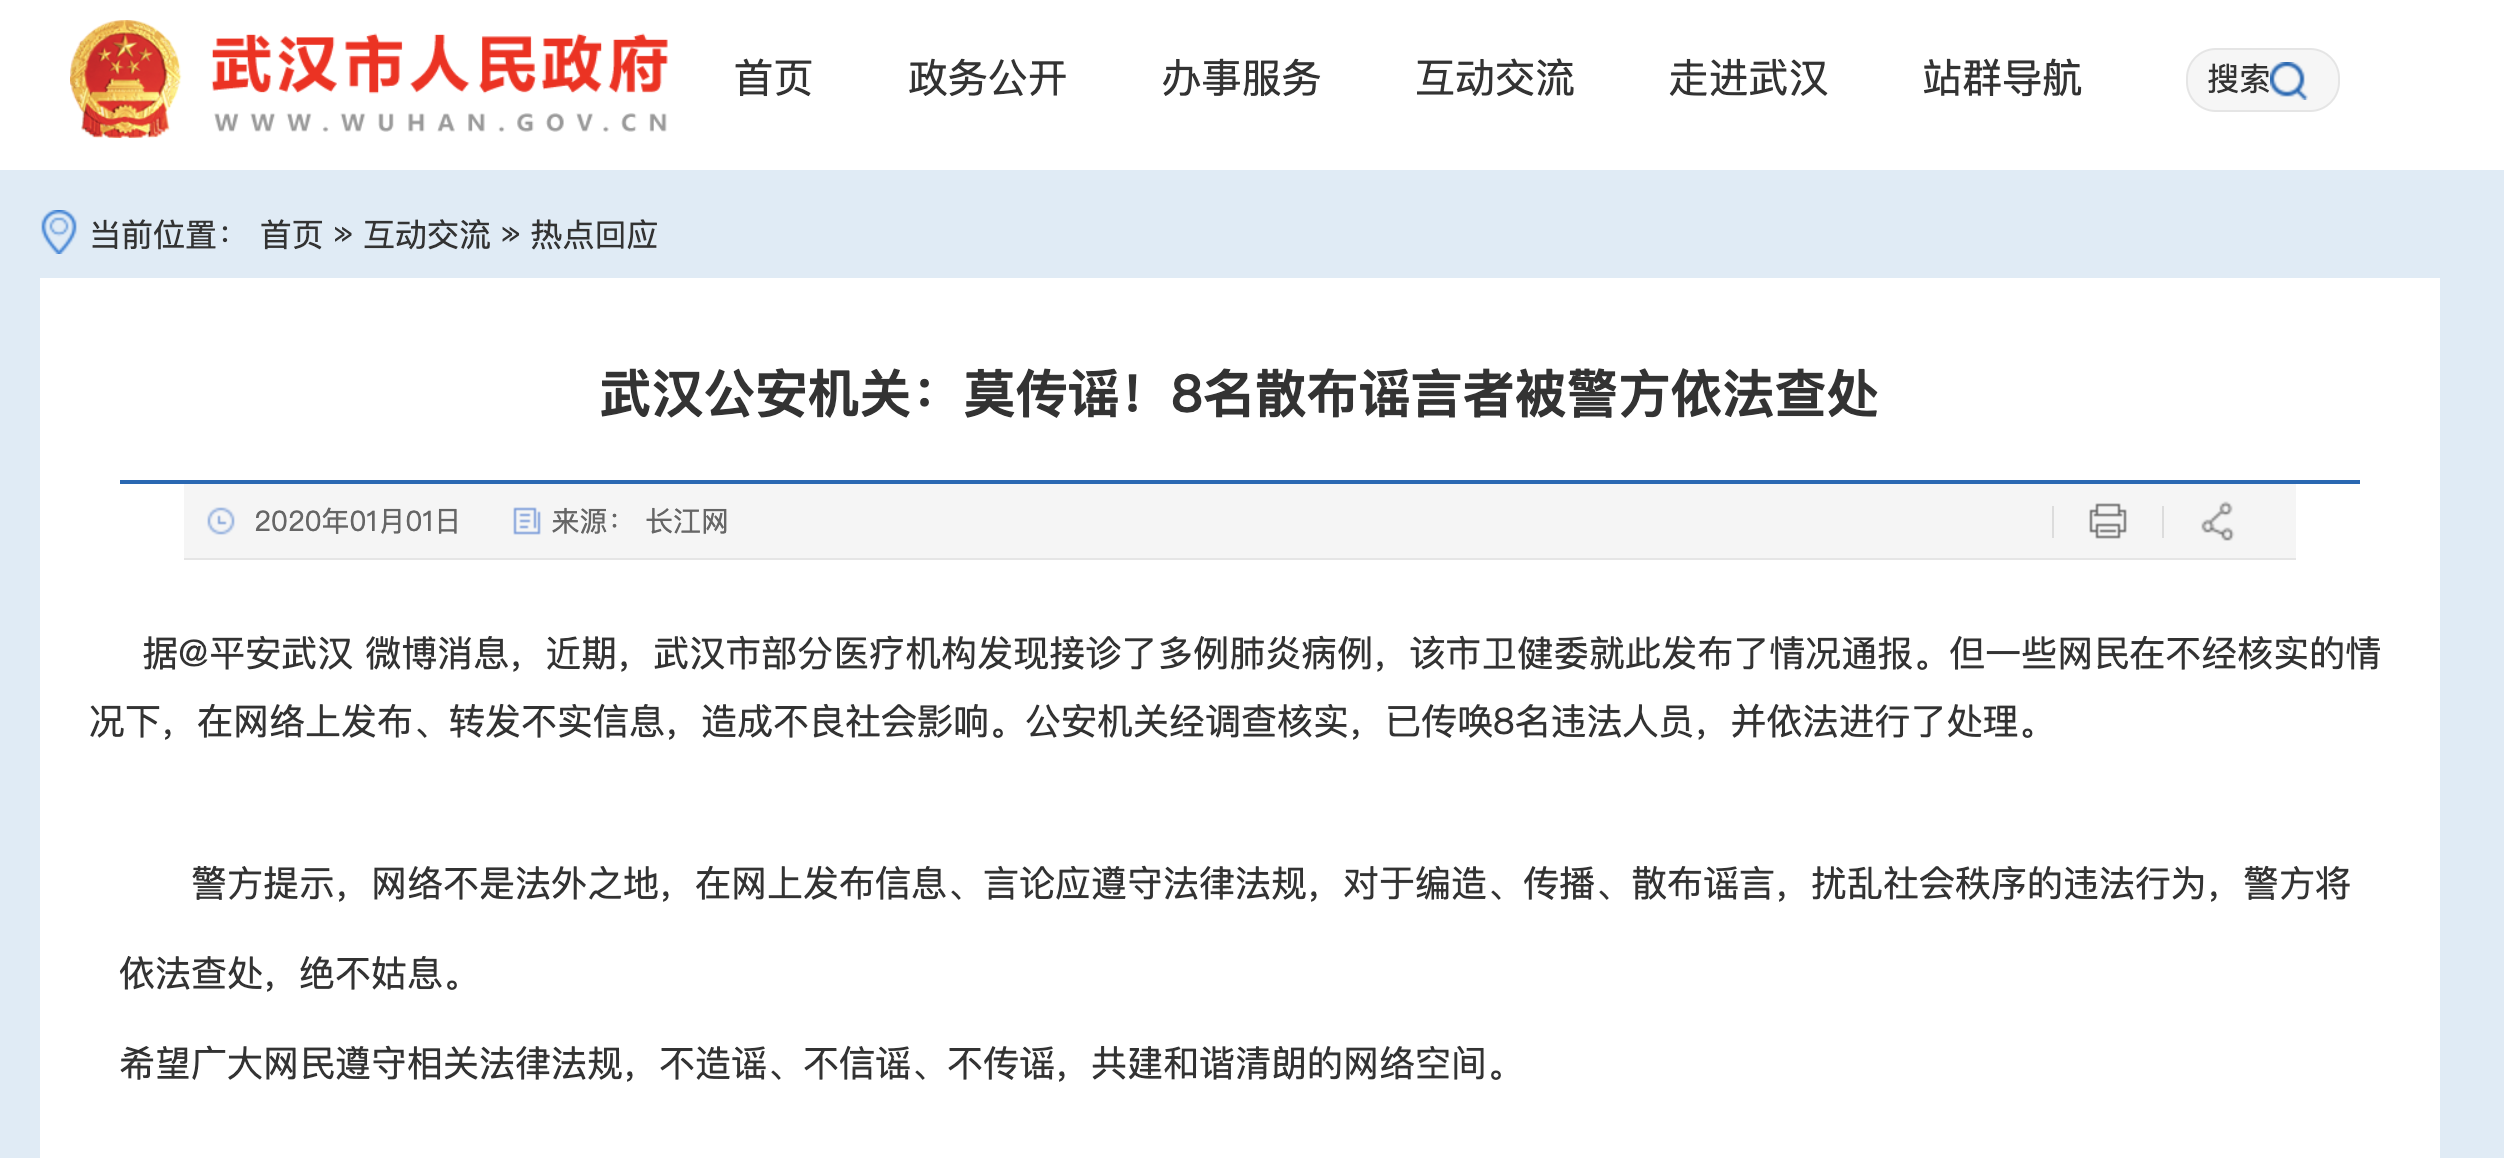 武汉市人民政府
WWW.WUHAN.GOV.CN
首页 政务公开 办事服务 互动交流 走进武汉 站群导航 搜索
当前位置： 首页 » 互动交流 » 热点回应
武汉公安机关：莫传谣！8名散布谣言者被警方依法查处
2020年01月01日 来源： 长江网
据@平安武汉 微博消息，近期，武汉市部分医疗机构发现接诊了多例肺炎病例，该市卫健委就此发布了情况通报。但一些网民在不经核实的情
况下，在网络上发布、转发不实信息，造成不良社会影响。公安机关经调查核实，已传唤8名违法人员，并依法进行了处理。
警方提示，网络不是法外之地，在网上发布信息、言论应遵守法律法规，对于编造、传播、散布谣言，扰乱社会秩序的违法行为，警方将
依法查处，绝不姑息。
希望广大网民遵守相关法律法规，不造谣、不信谣、不传谣，共建和谐清朗的网络空间。